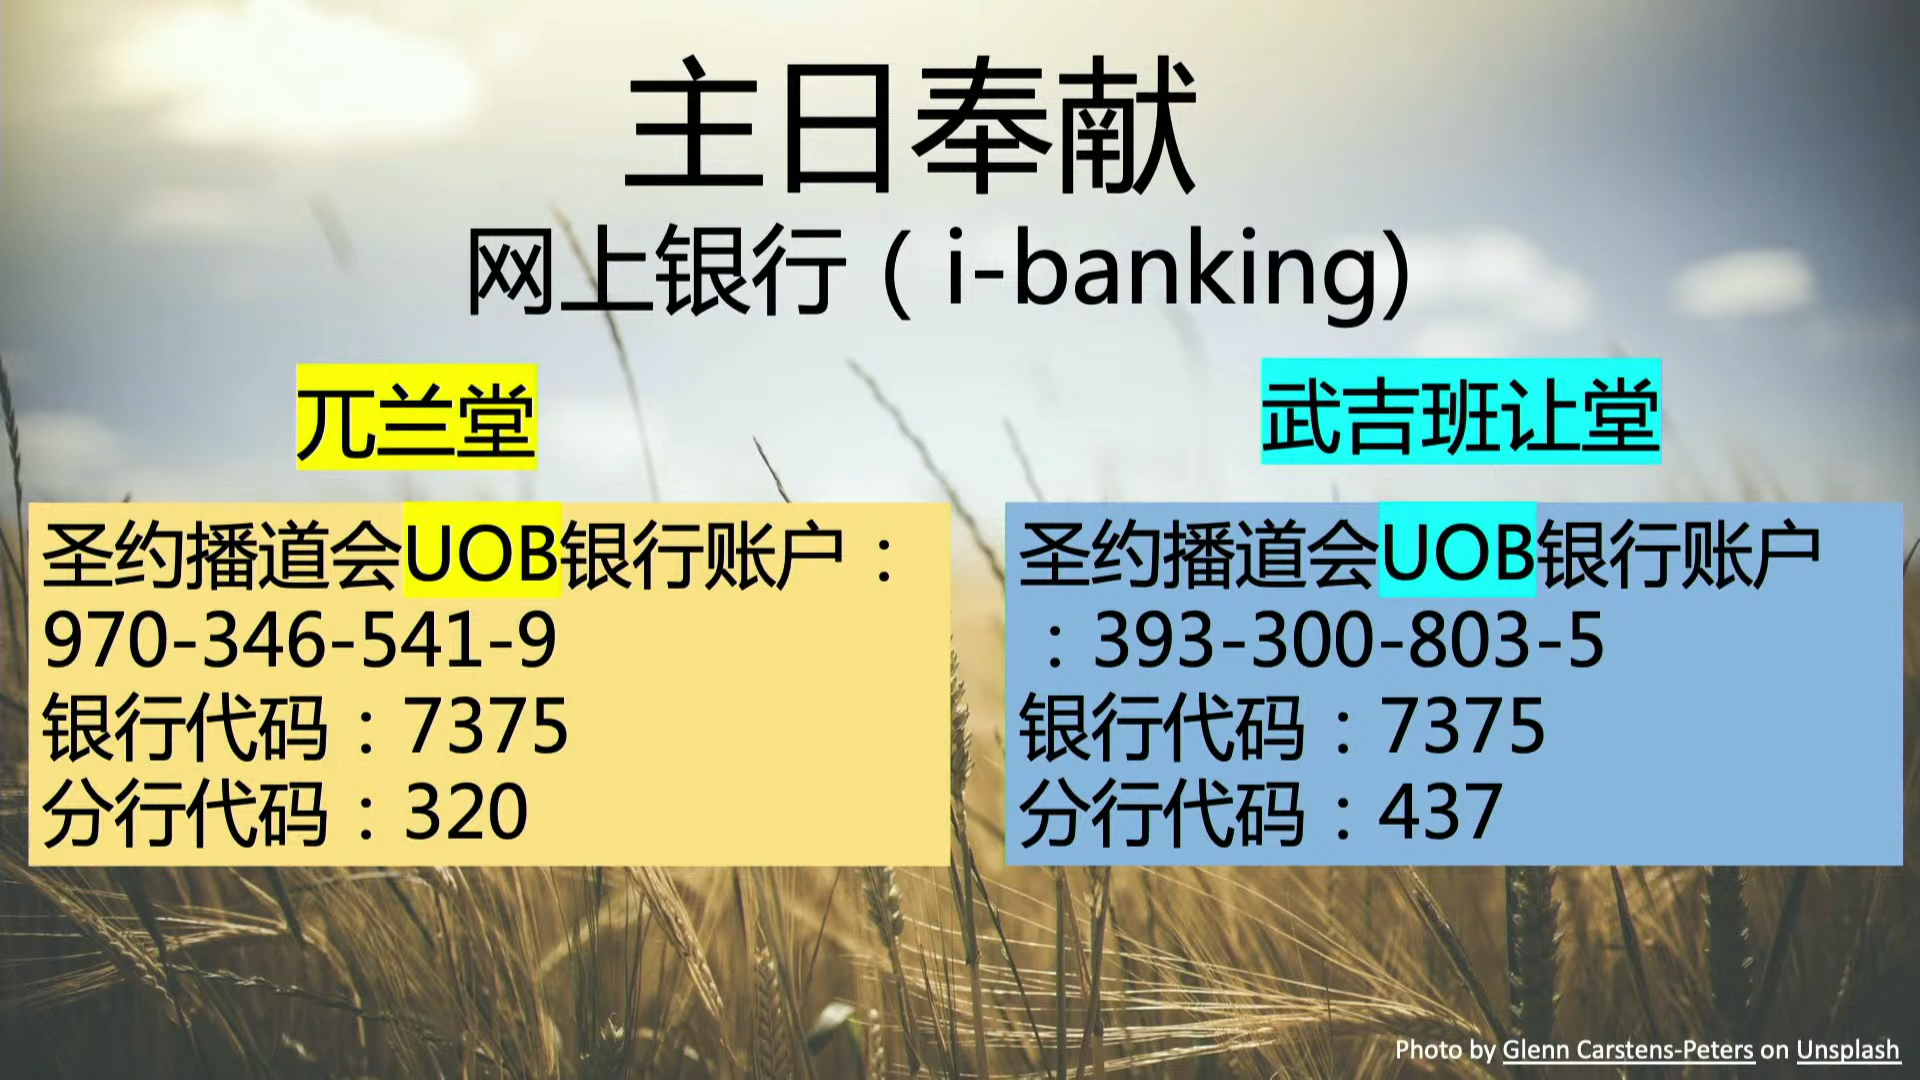 主日奉献
网上银行（i-banking)
兀兰堂
圣约播道会UOB银行账户：
970-346-541-9
银行代码：7375
分行代码：320
武吉班让堂
圣约播道会UOB银行账户
：393-300-803-5
银行代码：7375
分行代码：437
Photo by Glenn Carstens-Peters on Unsplash